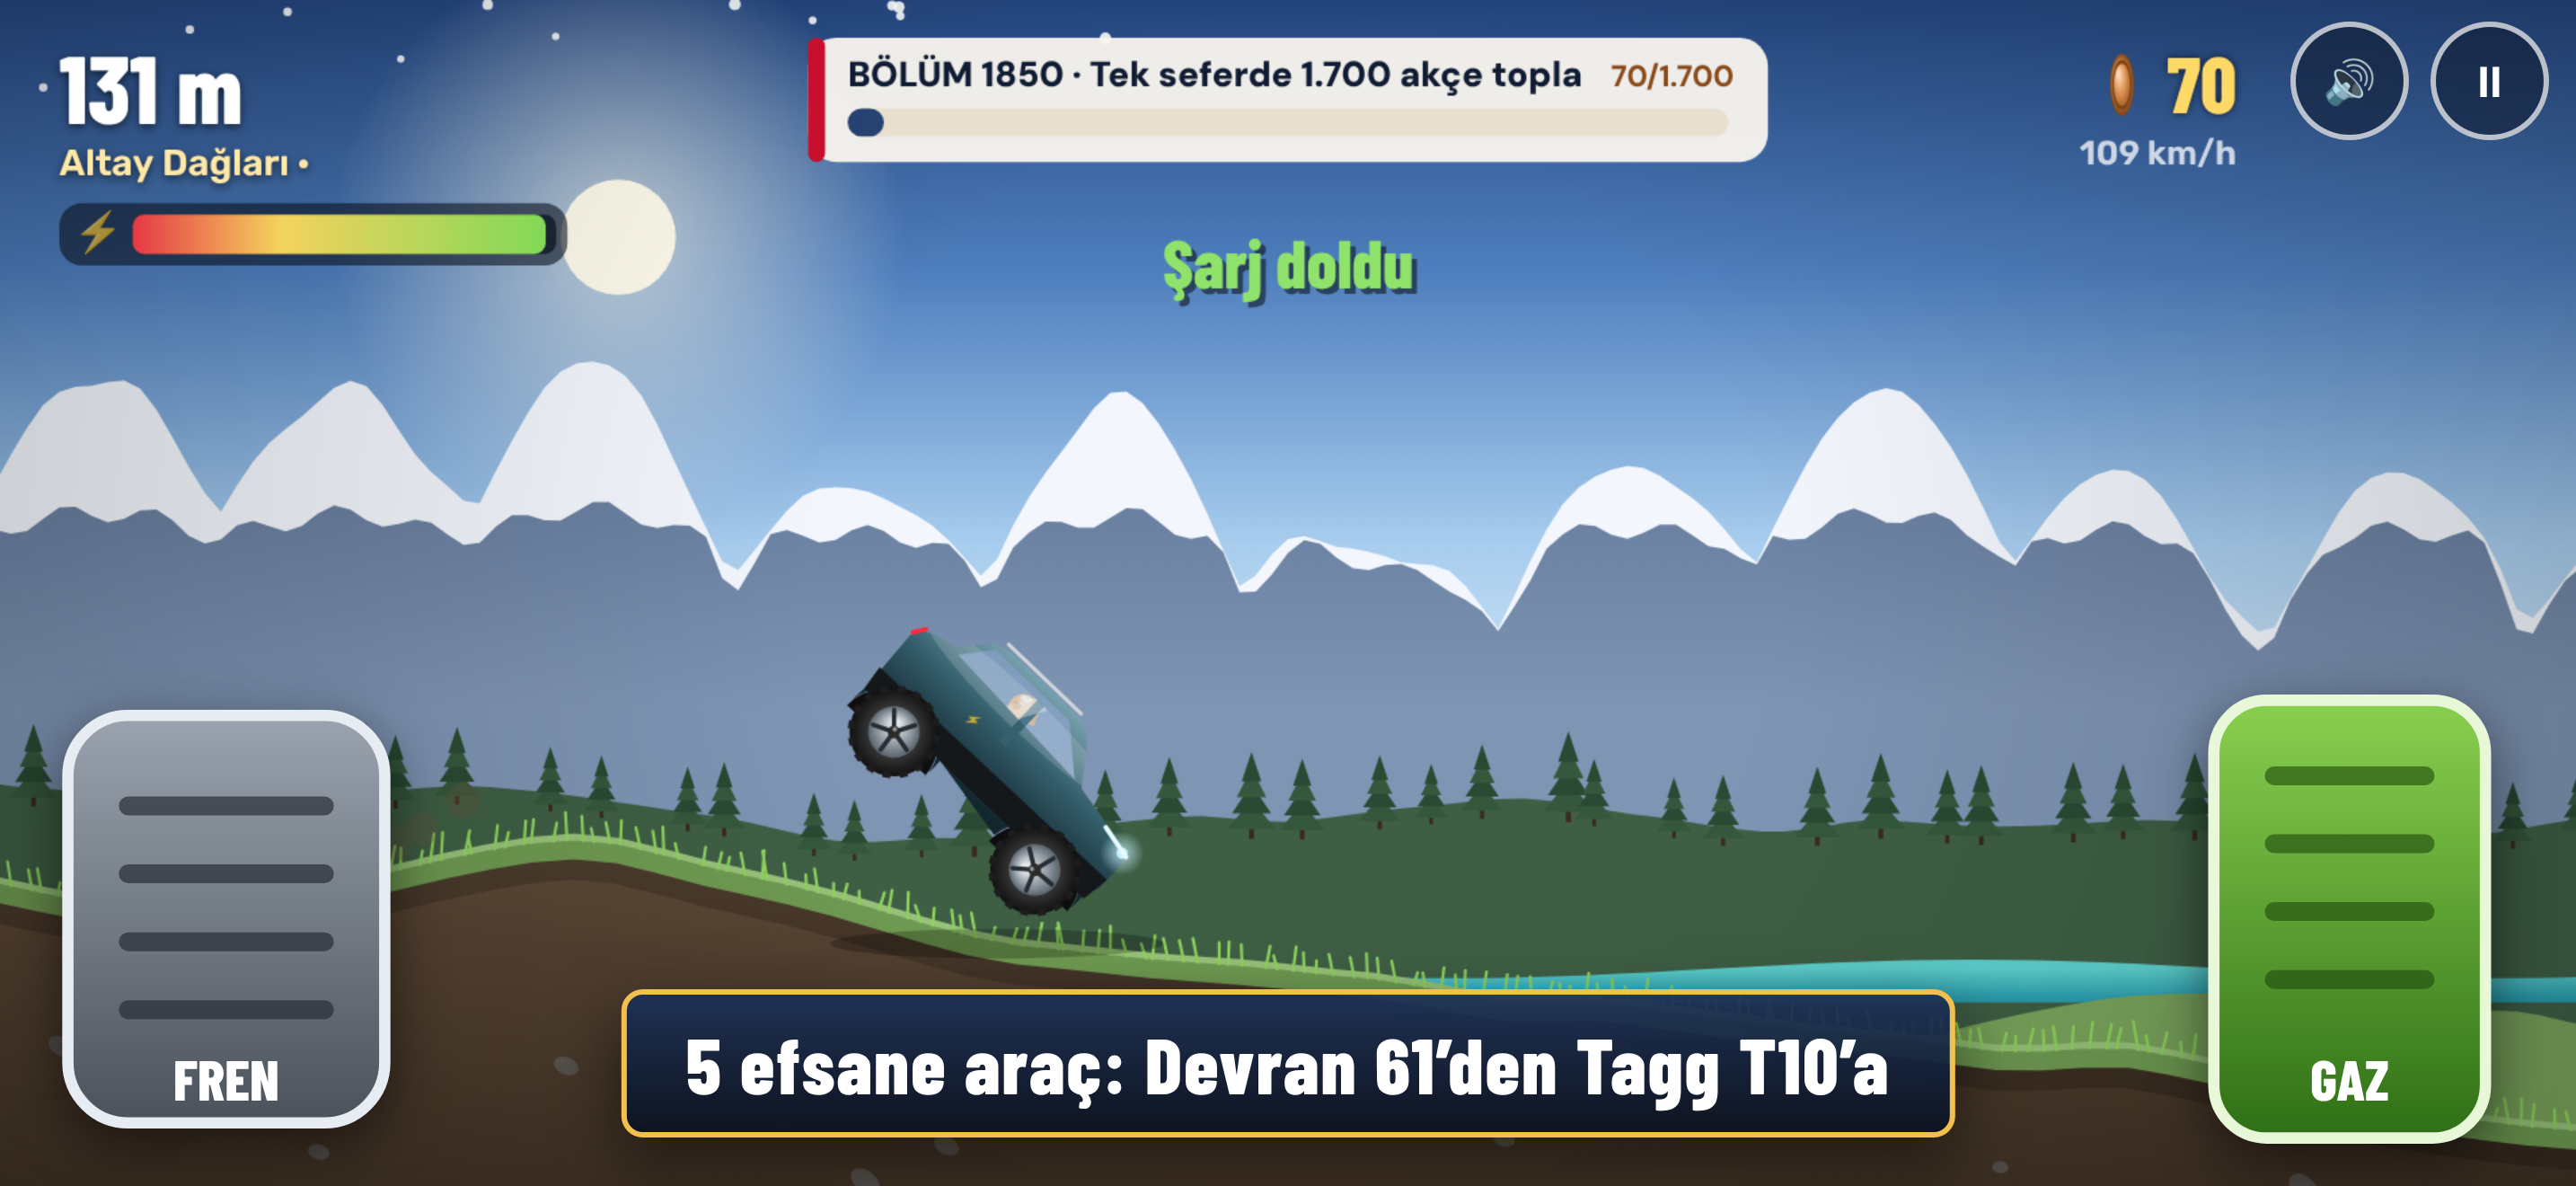 131 m
Altay Dağları •
BÖLÜM 1850 · Tek seferde 1.700 akçe topla 70/1.700
70
109 km/h
Şarj doldu
FREN
GAZ
5 efsane araç: Devran 61’den Tagg T10’a